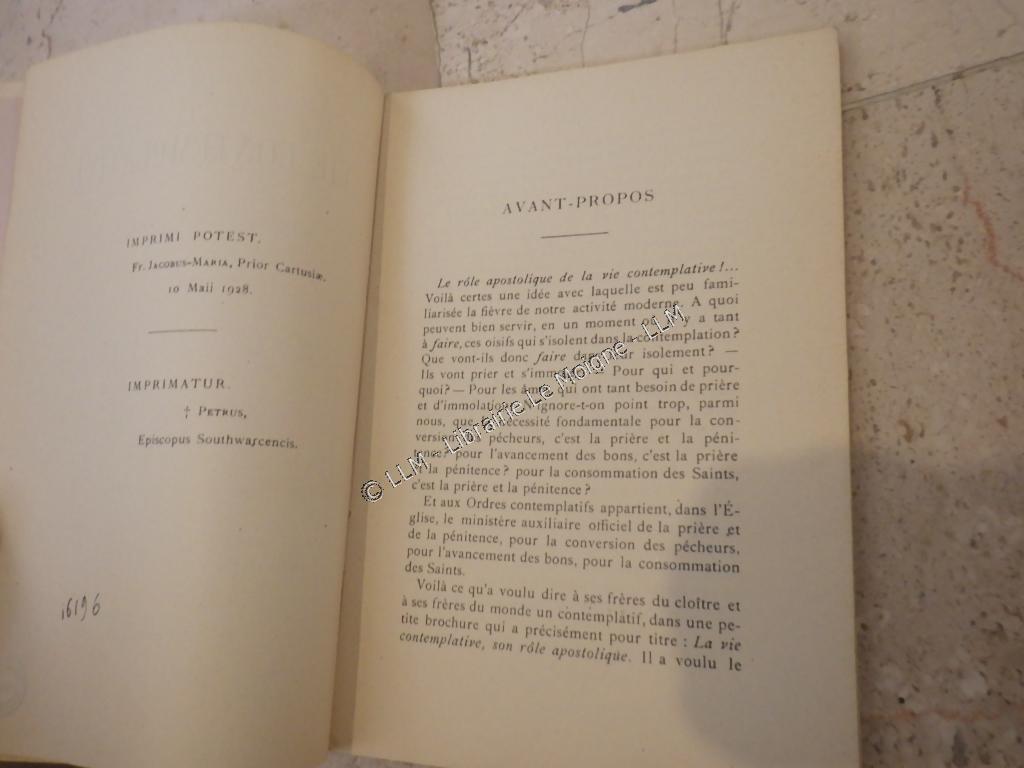 IMPRIMI POTEST.
Fr. Jacobus-Maria, Prior Cartusiæ.
10 Maii 1928.
IMPRIMATUR.
† Petrus,
Episcopus Southwarcencis.
16196
AVANT-PROPOS
Le rôle apostolique de la vie contemplative !...
Voilà certes une idée avec laquelle est peu fami-
liarisée la fièvre de notre activité moderne. A quoi
peuvent bien servir, en un moment où il y a tant
à faire, ces oisifs qui s'isolent dans la contemplation ?
Que vont-ils donc faire dans leur isolement ? —
Ils vont prier et s'immoler. Pour qui et pour-
quoi ? — Pour les âmes qui ont tant besoin de prière
et d'immolation. N'ignore-t-on point trop, parmi
nous, que la nécessité fondamentale pour la con-
version des pécheurs, c'est la prière et la péni-
tence ? pour l'avancement des bons, c'est la prière
et la pénitence ? pour la consommation des Saints,
c'est la prière et la pénitence ?
Et aux Ordres contemplatifs appartient, dans l'É-
glise, le ministère auxiliaire officiel de la prière et
de la pénitence, pour la conversion des pécheurs,
pour l'avancement des bons, pour la consommation
des Saints.
Voilà ce qu'a voulu dire à ses frères du cloître et
à ses frères du monde un contemplatif, dans une pe-
tite brochure qui a précisément pour titre : La vie
contemplative, son rôle apostolique. Il a voulu le
© LLM - Librairie Le Moigne - LLM